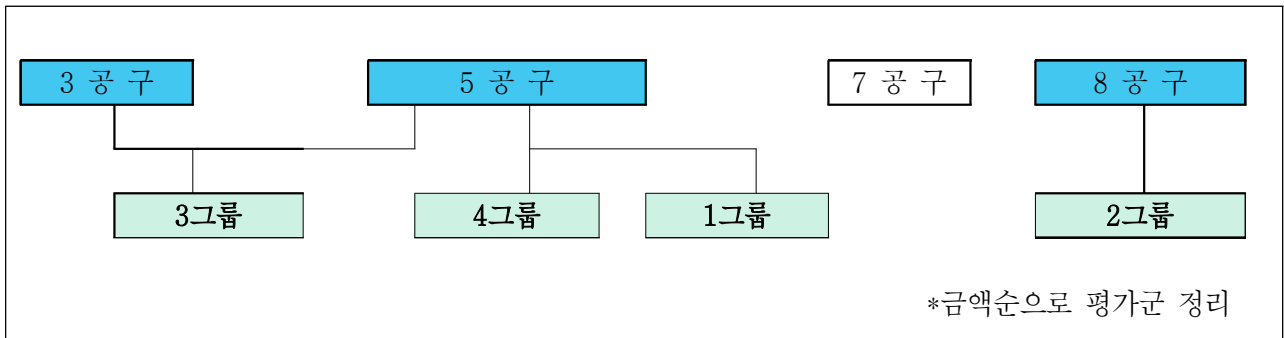 3 공 구 5 공 구 7 공 구 8 공 구
3그룹 4그룹 1그룹 2그룹
*금액순으로 평가군 정리